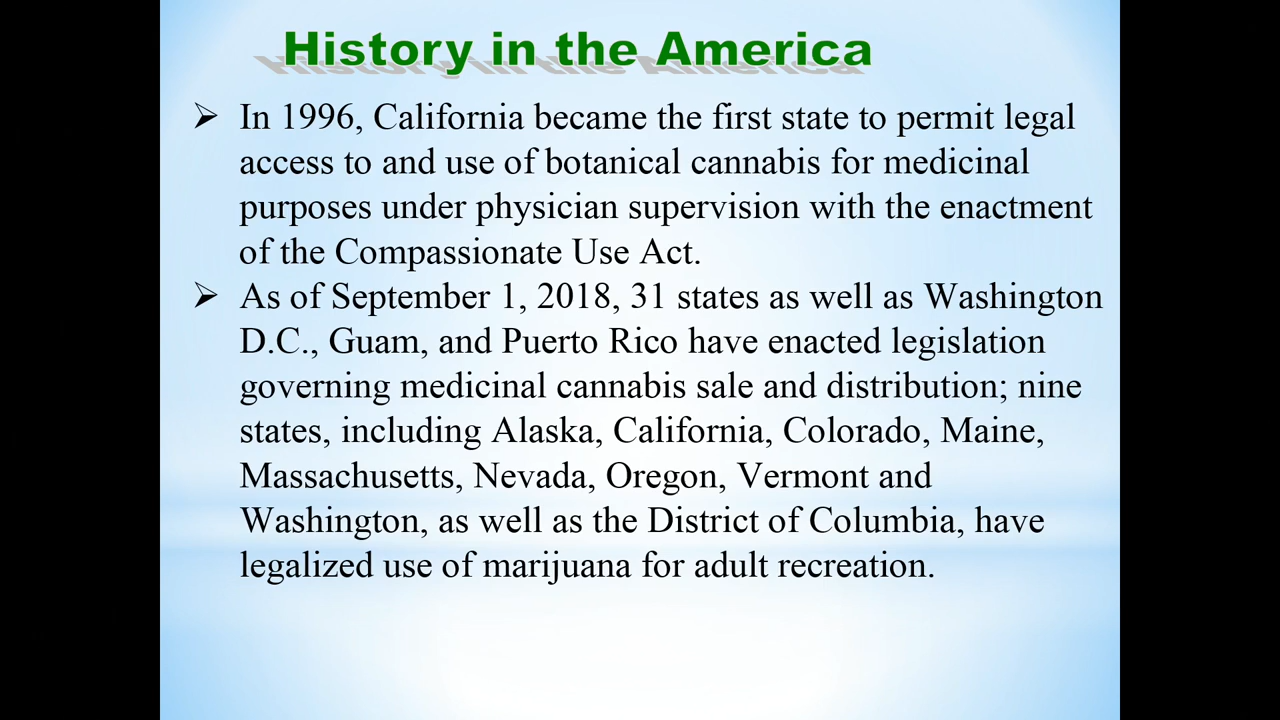 History in the America
➢ In 1996, California became the first state to permit legal
access to and use of botanical cannabis for medicinal
purposes under physician supervision with the enactment
of the Compassionate Use Act.
➢ As of September 1, 2018, 31 states as well as Washington
D.C., Guam, and Puerto Rico have enacted legislation
governing medicinal cannabis sale and distribution; nine
states, including Alaska, California, Colorado, Maine,
Massachusetts, Nevada, Oregon, Vermont and
Washington, as well as the District of Columbia, have
legalized use of marijuana for adult recreation.